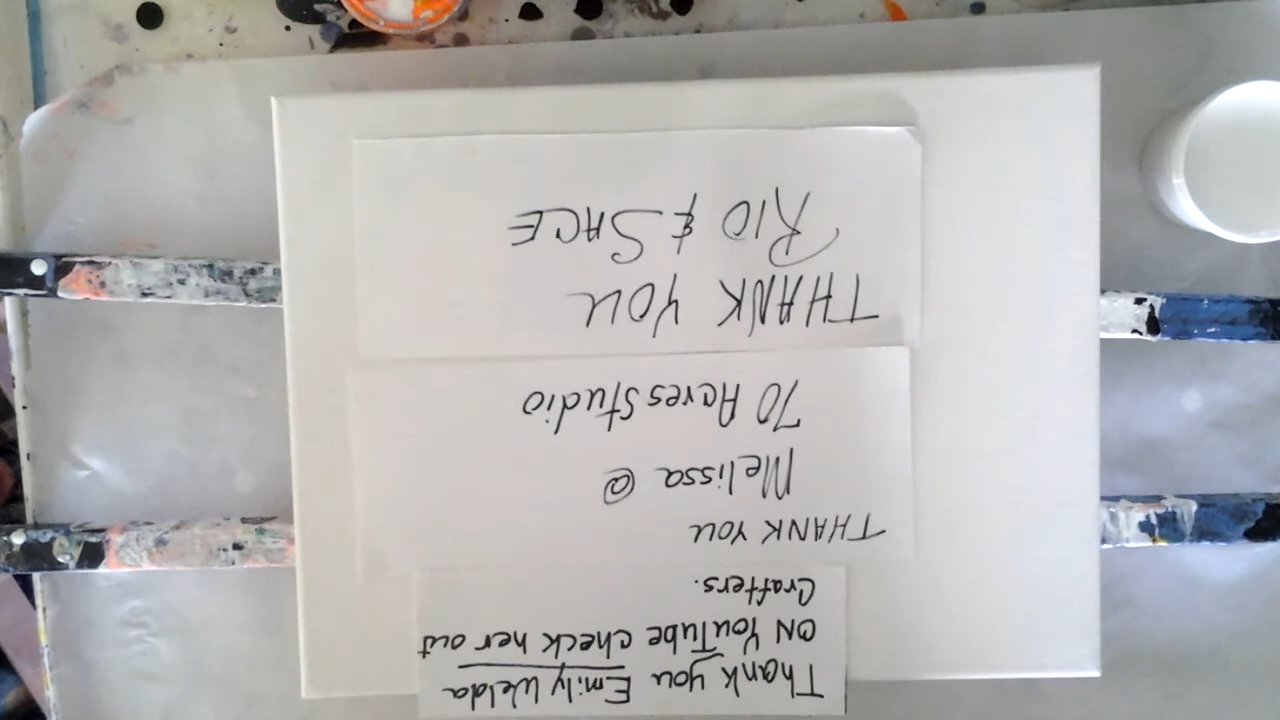 Thank you Emily Welda
ON YouTube check her out
Crafters.
THANK YOU
Melissa @
70 Acres Studio
THANK YOU
RIO & SAGE